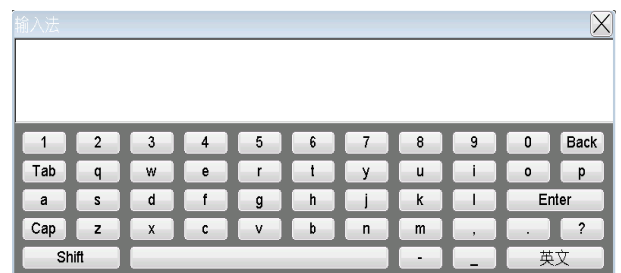 输入法
1 2 3 4 5 6 7 8 9 0 Back
Tab q w e r t y u i o p
a s d f g h j k l Enter
Cap z x c v b n m , . ?
Shift - _ 英文